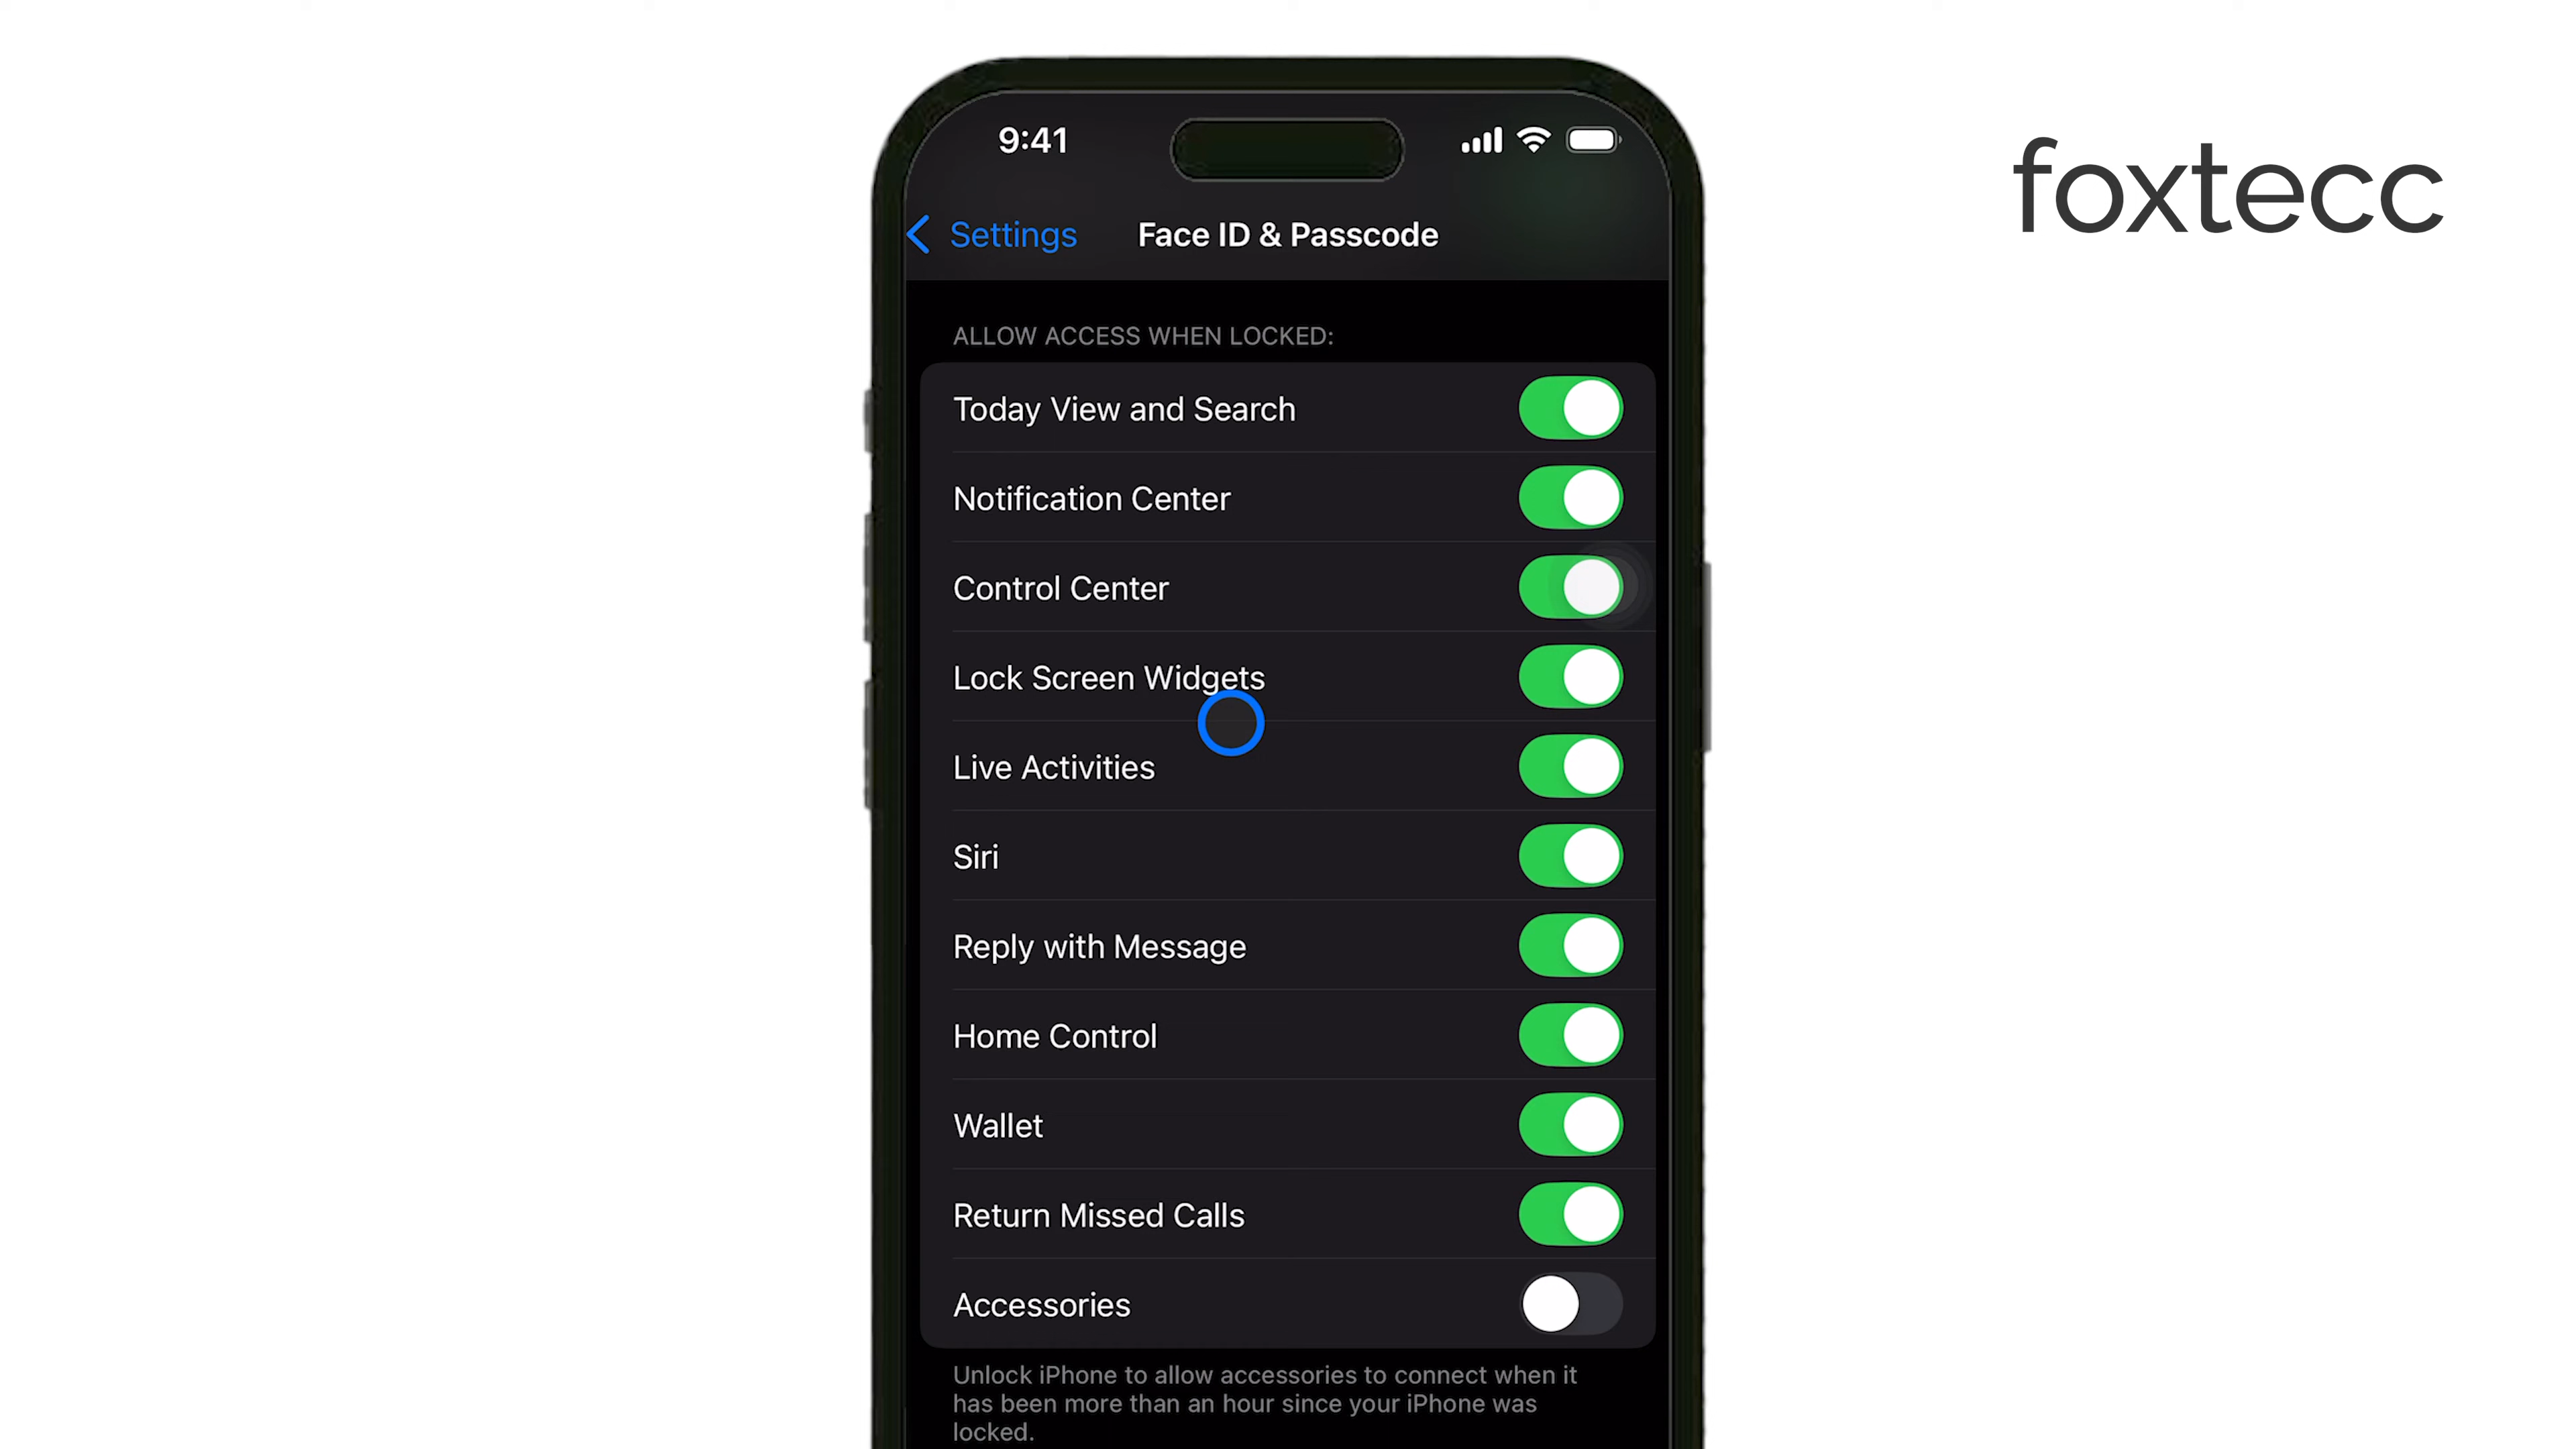 9:41
foxtecc
Settings
Face ID & Passcode
ALLOW ACCESS WHEN LOCKED:
Today View and Search
Notification Center
Control Center
Lock Screen Widgets
Live Activities
Siri
Reply with Message
Home Control
Wallet
Return Missed Calls
Accessories
Unlock iPhone to allow accessories to connect when it
has been more than an hour since your iPhone was
locked.